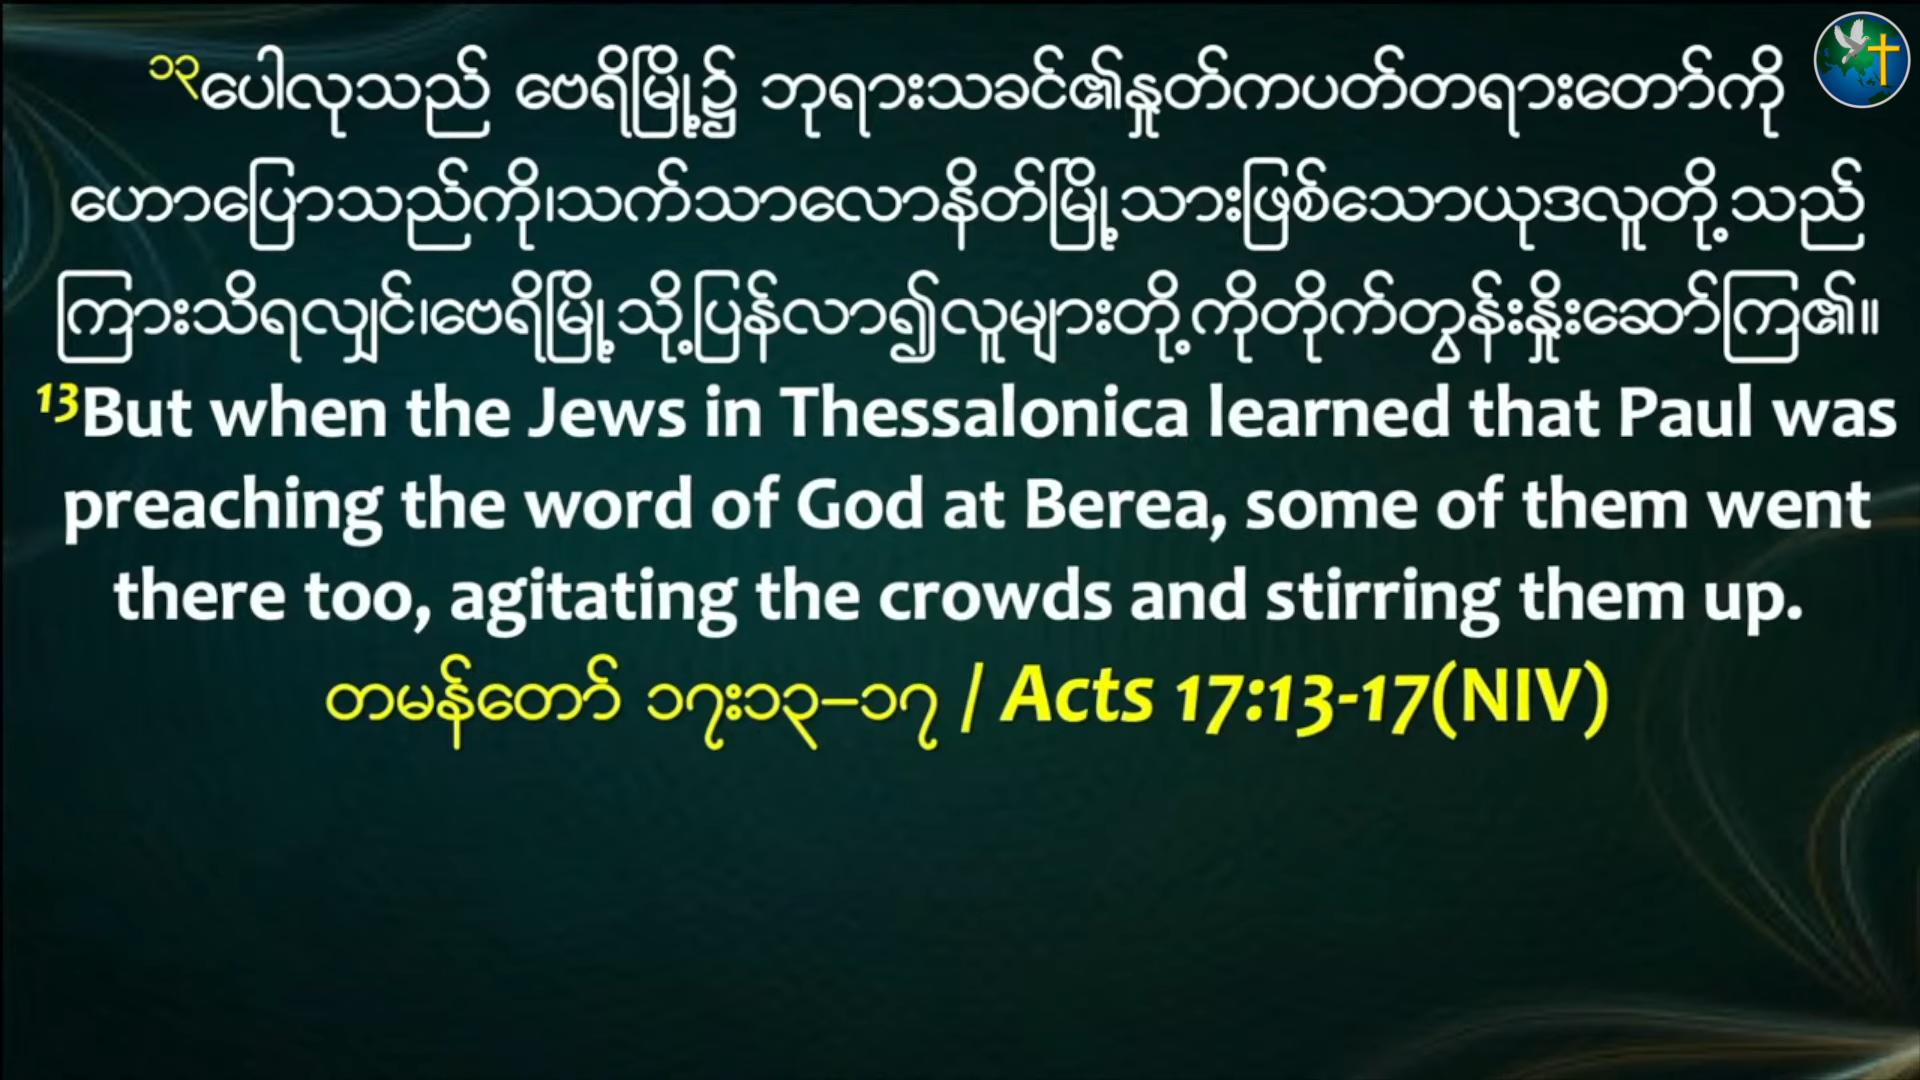 ၁၃ပေါလုသည် ဗေရိမြို့၌ ဘုရားသခင်၏နှုတ်ကပတ်တရားတော်ကို
ဟောပြောသည်ကို၊သက်သာလောနိတ်မြို့သားဖြစ်သောယုဒလူတို့သည်
ကြားသိရလျှင်၊ဗေရိမြို့သို့ပြန်လာ၍လူများတို့ကိုတိုက်တွန်းနှိုးဆော်ကြ၏။
13But when the Jews in Thessalonica learned that Paul was
preaching the word of God at Berea, some of them went
there too, agitating the crowds and stirring them up.
တမန်တော် ၁၇း၁၃–၁၇ / Acts 17:13-17(NIV)